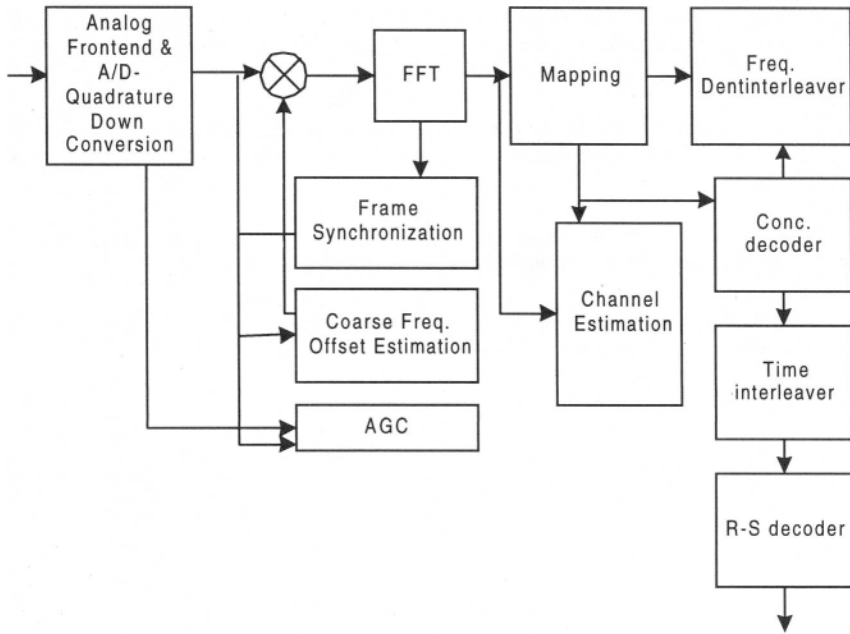 Analog
Frontend &
A/D-
Quadrature
Down
Conversion
FFT
Mapping
Freq.
Dentinterleaver
Frame
Synchronization
Conc.
decoder
Channel
Estimation
Coarse Freq.
Offset Estimation
Time
interleaver
AGC
R-S decoder